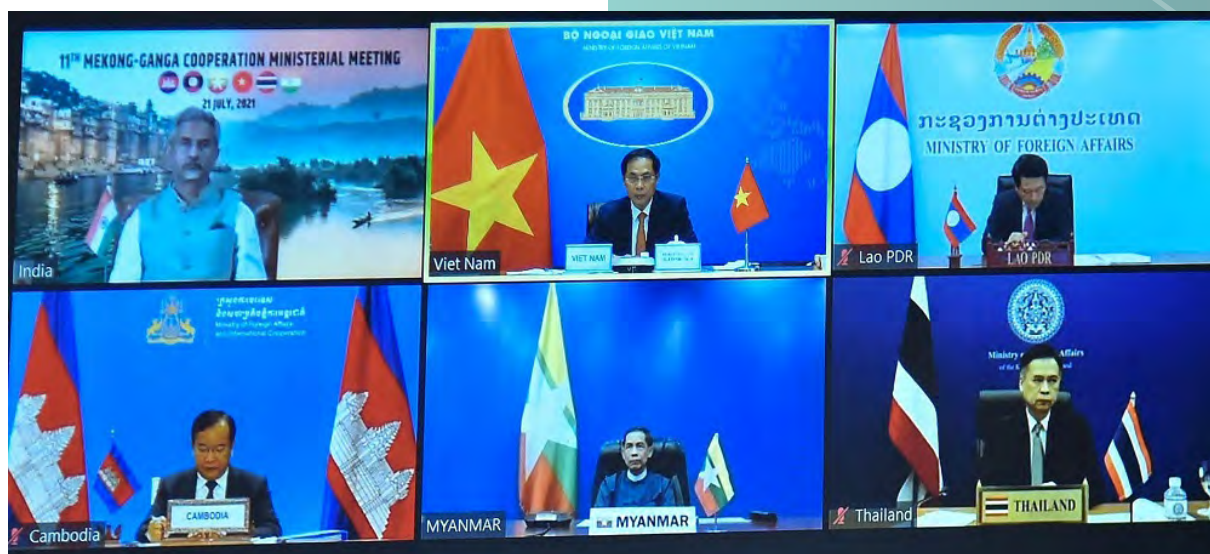 11TH MEKONG-GANGA COOPERATION MINISTERIAL MEETING
21 JULY, 2021
India
BỘ NGOẠI GIAO VIỆT NAM
MINISTRY OF FOREIGN AFFAIRS OF VIETNAM
VIET NAM
Viet Nam
ກະຊວງການຕ່າງປະເທດ
MINISTRY OF FOREIGN AFFAIRS
LAO PDR
Lao PDR
Ministry of Foreign Affairs
and International Cooperation
CAMBODIA
Cambodia
MYANMAR
MYANMAR
Ministry Affairs
of the
THAILAND
Thailand